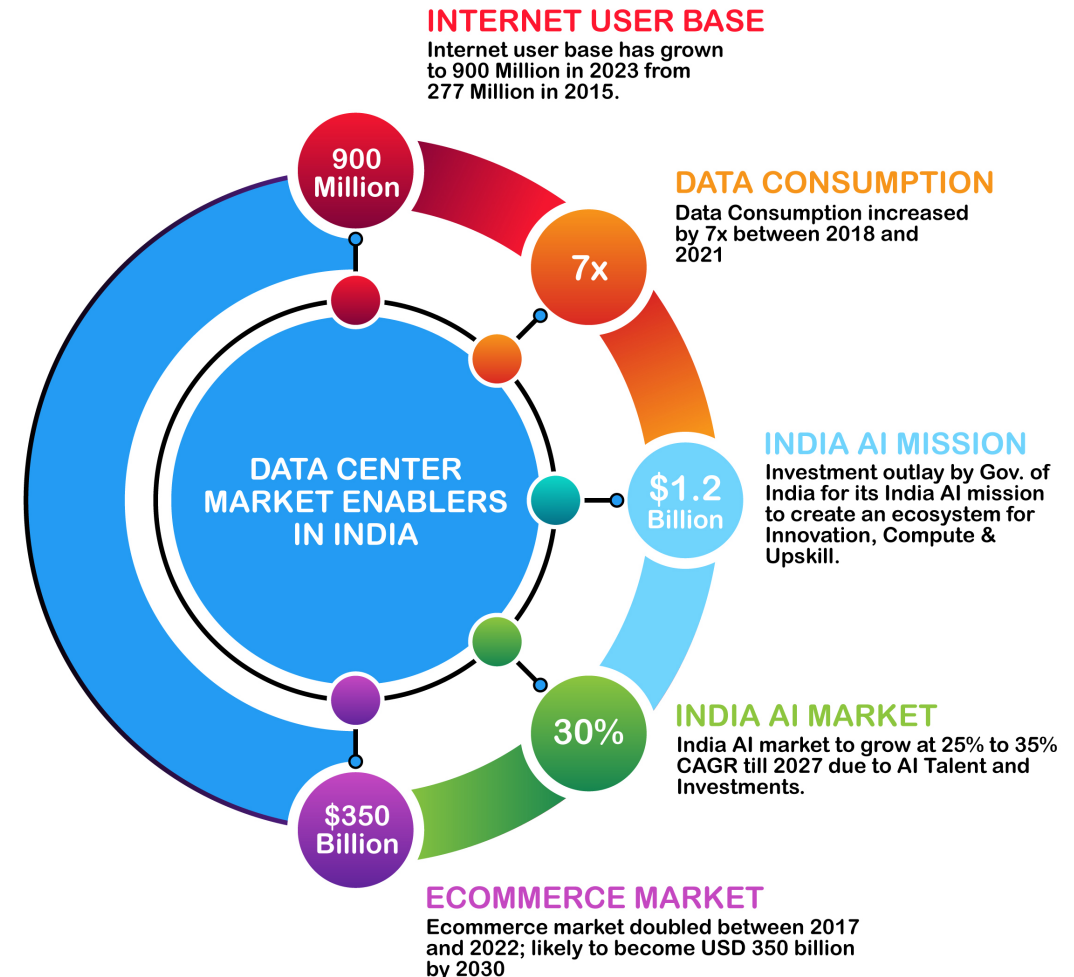 INTERNET USER BASE
Internet user base has grown
to 900 Million in 2023 from
277 Million in 2015.
900
Million
DATA CONSUMPTION
Data Consumption increased
by 7x between 2018 and
2021
7x
INDIA AI MISSION
Investment outlay by Gov. of
India for its India AI mission
to create an ecosystem for
Innovation, Compute &
Upskill.
$1.2
Billion
DATA CENTER
MARKET ENABLERS
IN INDIA
INDIA AI MARKET
India AI market to grow at 25% to 35%
CAGR till 2027 due to AI Talent and
Investments.
30%
$350
Billion
ECOMMERCE MARKET
Ecommerce market doubled between 2017
and 2022; likely to become USD 350 billion
by 2030